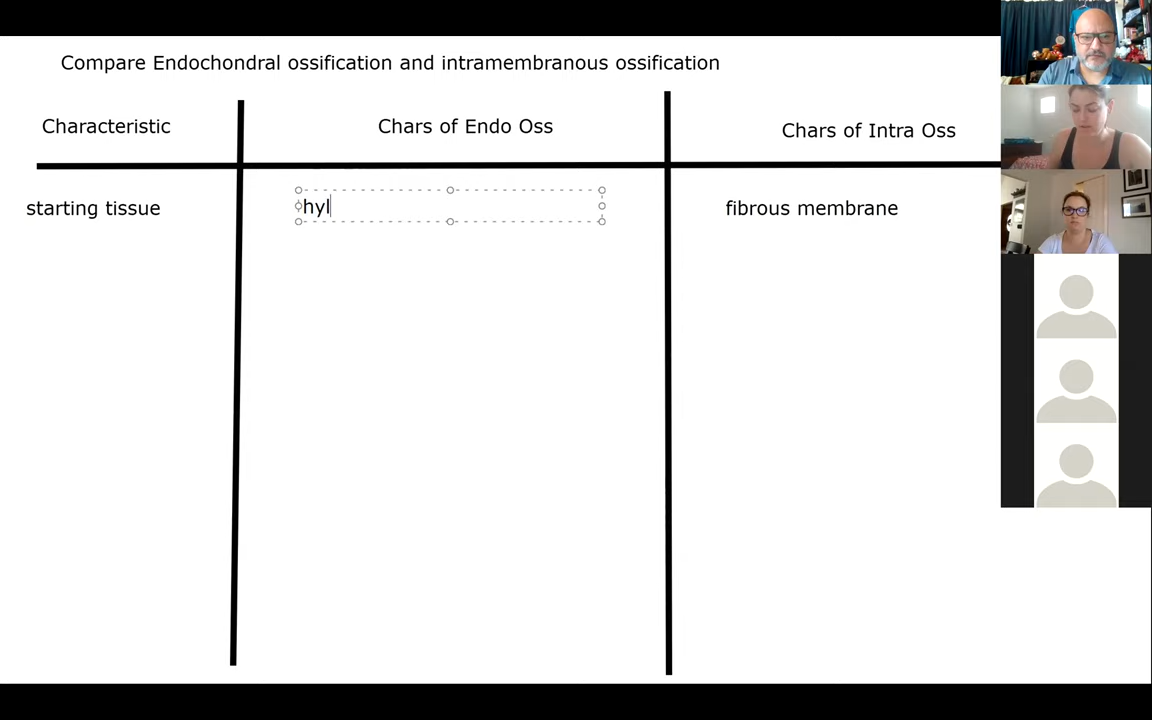 Compare Endochondral ossification and intramembranous ossification
Characteristic
Chars of Endo Oss
Chars of Intra Oss
starting tissue
hyl
fibrous membrane